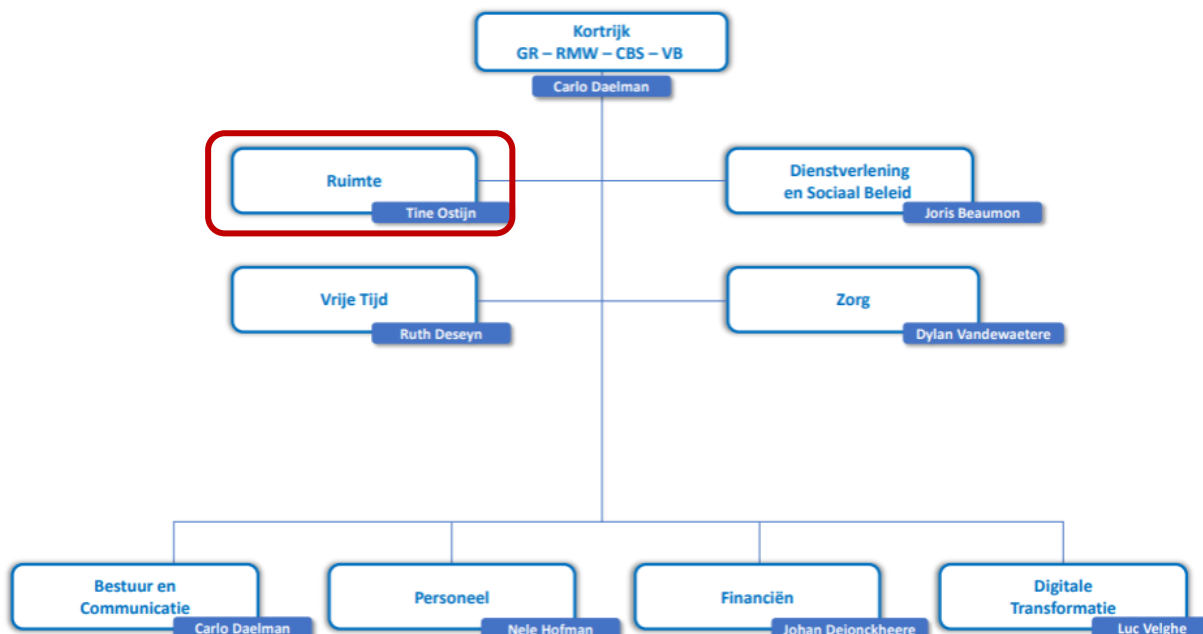 Kortrijk
GR – RMW – CBS – VB
Carlo Daelman
Ruimte
Tine Ostijn
Dienstverlening
en Sociaal Beleid
Joris Beaumon
Vrije Tijd
Ruth Deseyn
Zorg
Dylan Vandewaetere
Bestuur en
Communicatie
Carlo Daelman
Personeel
Nele Hofman
Financiën
Johan Dejonckheere
Digitale
Transformatie
Luc Velghe